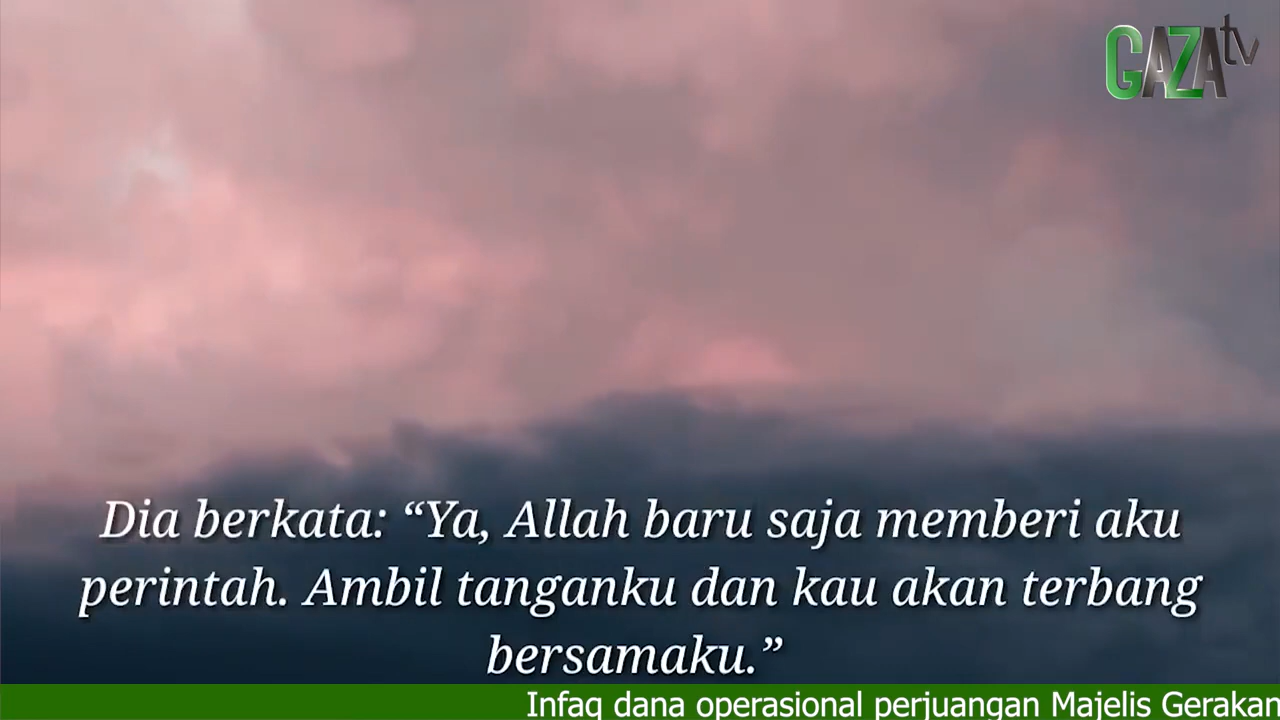 GAZAtv
Dia berkata: “Ya, Allah baru saja memberi aku
perintah. Ambil tanganku dan kau akan terbang
bersamaku.”
Infaq dana operasional perjuangan Majelis Gerakan